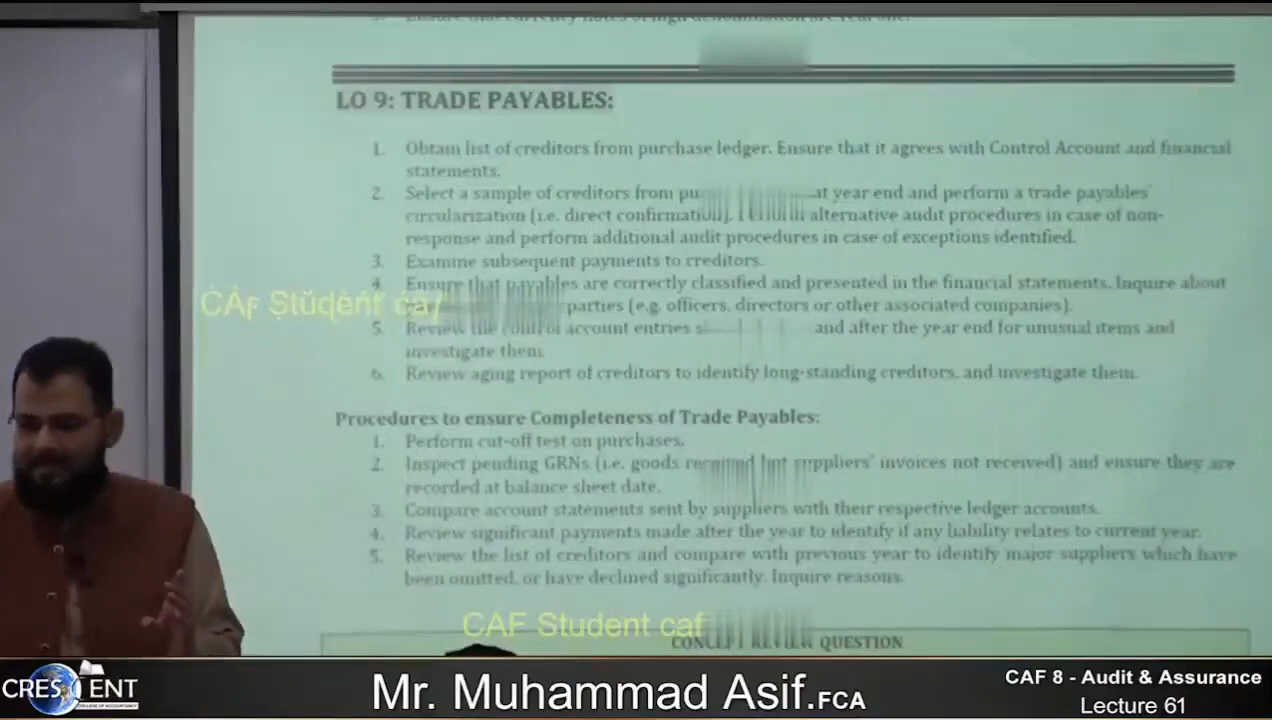 LO 9: TRADE PAYABLES:
1. Obtain list of creditors from purchase ledger. Ensure that it agrees with Control Account and financial
statements.
2. Select a sample of creditors from at year end and perform a trade payables'
circularization (i.e. direct confirmation). alternative audit procedures in case of non-
response and perform additional audit procedures in case of exceptions identified.
3. Examine subsequent payments to creditors.
4. Ensure that payables are correctly classified and presented in the financial statements. Inquire about
parties (e.g. officers, directors or other associated companies).
CAF Student caf
5. Review the control account entries and after the year end for unusual items and
investigate them.
6. Review aging report of creditors to identify long-standing creditors, and investigate them.
Procedures to ensure Completeness of Trade Payables:
1. Perform cut-off test on purchases.
2. Inspect pending GRNs (i.e. goods received but suppliers' invoices not received) and ensure they are
recorded at balance sheet date.
3. Compare account statements sent by suppliers with their respective ledger accounts.
4. Review significant payments made after the year to identify if any liability relates to current year.
5. Review the list of creditors and compare with previous year to identify major suppliers which have
been omitted, or have declined significantly. Inquire reasons.
CAF Student caf
CONCEPT REVIEW QUESTION
CRESCENT
COLLEGE OF ACCOUNTANCY
Mr. Muhammad Asif.FCA
CAF 8 - Audit & Assurance
Lecture 61